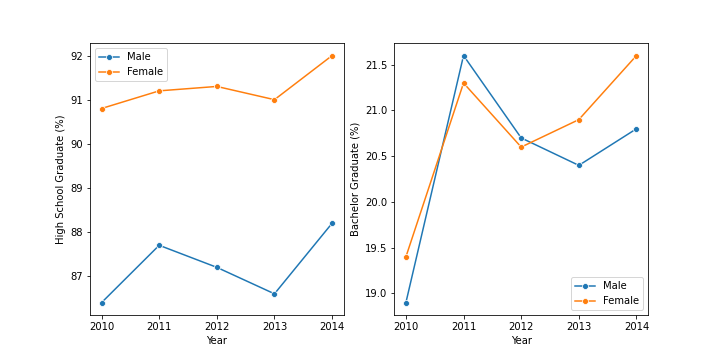 High School Graduate (%)
92
91
90
89
88
87
Male
Female
2010 2011 2012 2013 2014
Year
Bachelor Graduate (%)
21.5
21.0
20.5
20.0
19.5
19.0
Male
Female
2010 2011 2012 2013 2014
Year